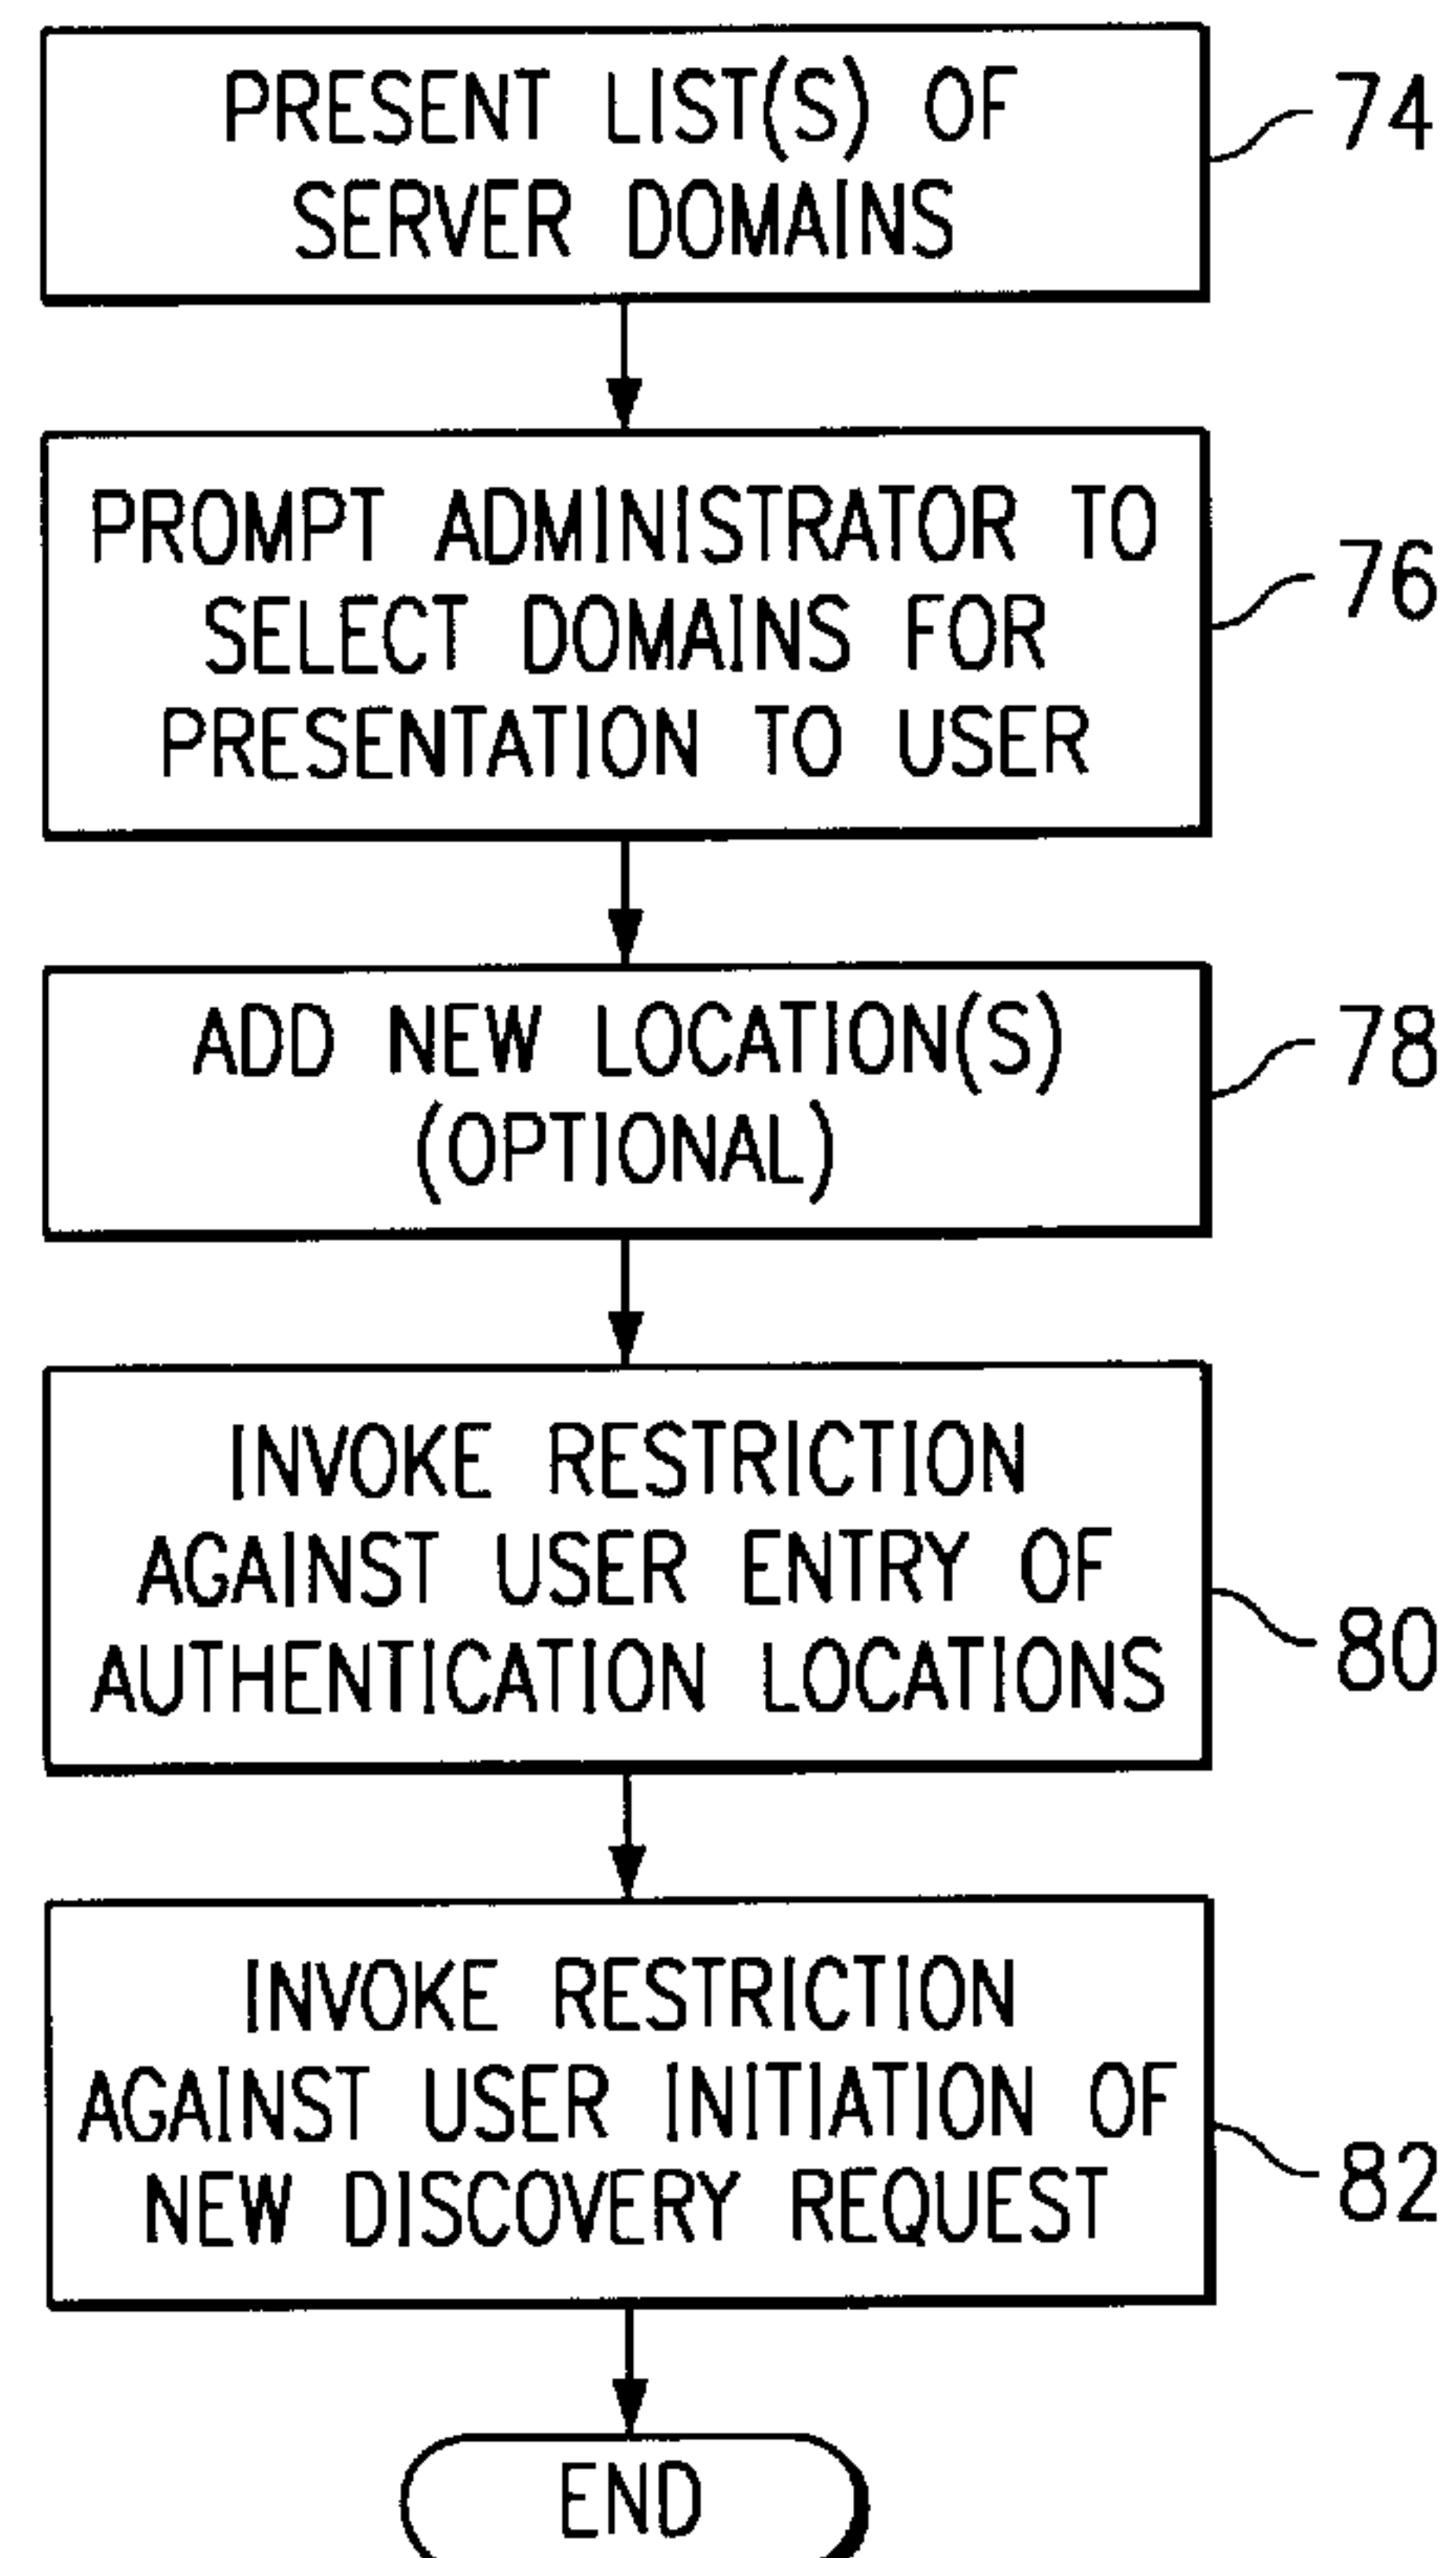 PRESENT LIST(S) OF
SERVER DOMAINS
74
PROMPT ADMINISTRATOR TO
SELECT DOMAINS FOR
PRESENTATION TO USER
76
ADD NEW LOCATION(S)
(OPTIONAL)
78
INVOKE RESTRICTION
AGAINST USER ENTRY OF
AUTHENTICATION LOCATIONS
80
INVOKE RESTRICTION
AGAINST USER INITIATION OF
NEW DISCOVERY REQUEST
82
END